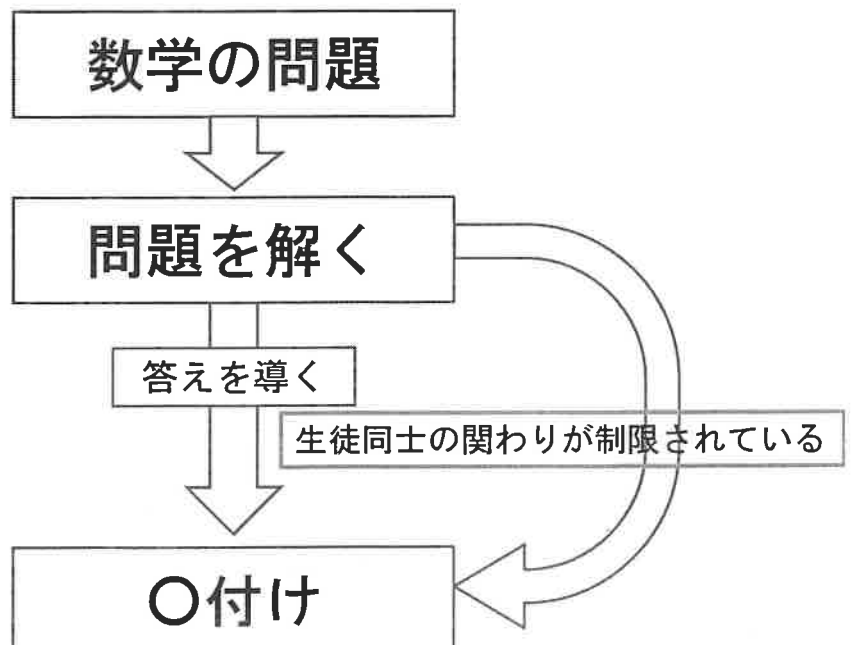 数学の問題
問題を解く
答えを導く
生徒同士の関わりが制限されている
〇付け